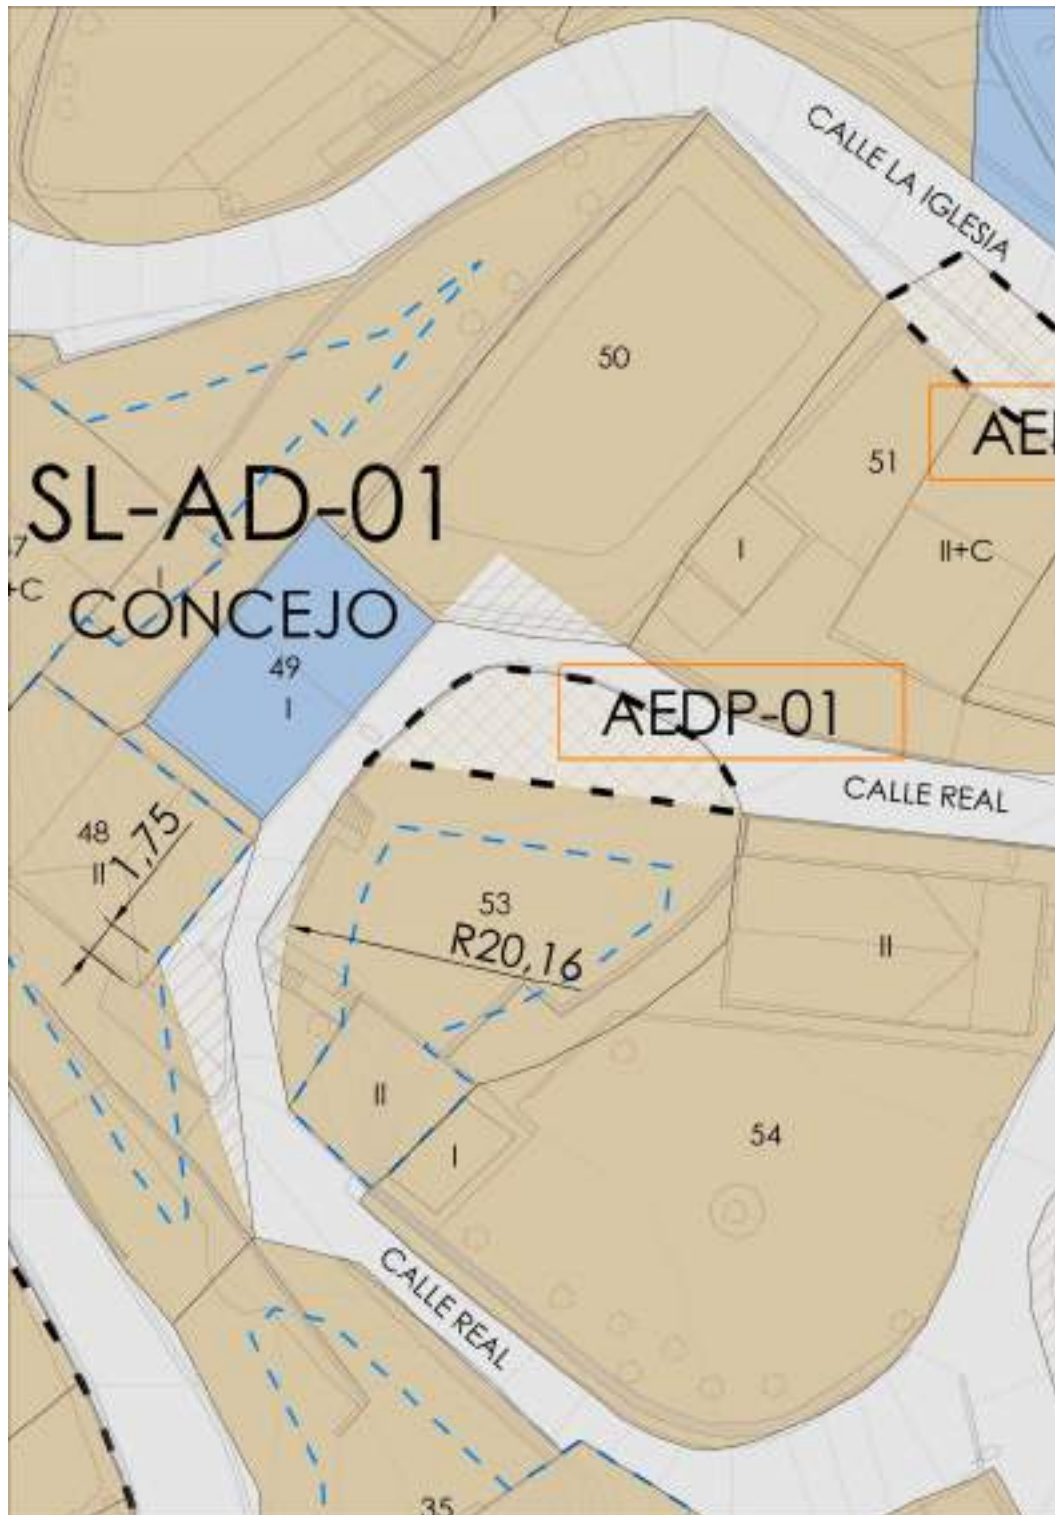 CALLE LA IGLESIA
50
51
I
II+C
SL-AD-01
I
+C
CONCEJO
49
I
AEDP-01
CALLE REAL
48
II
1,75
53
R20,16
II
II
I
54
CALLE REAL
35